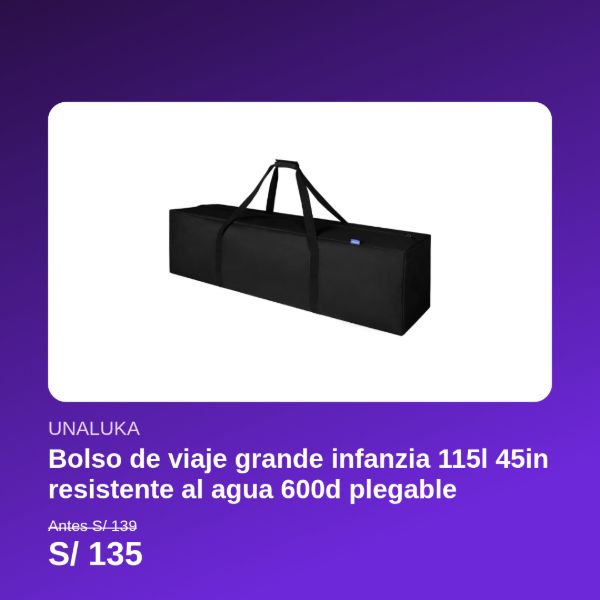 UNALUKA
Bolso de viaje grande infanzia 115l 45in
resistente al agua 600d plegable
Antes S/ 139
S/ 135